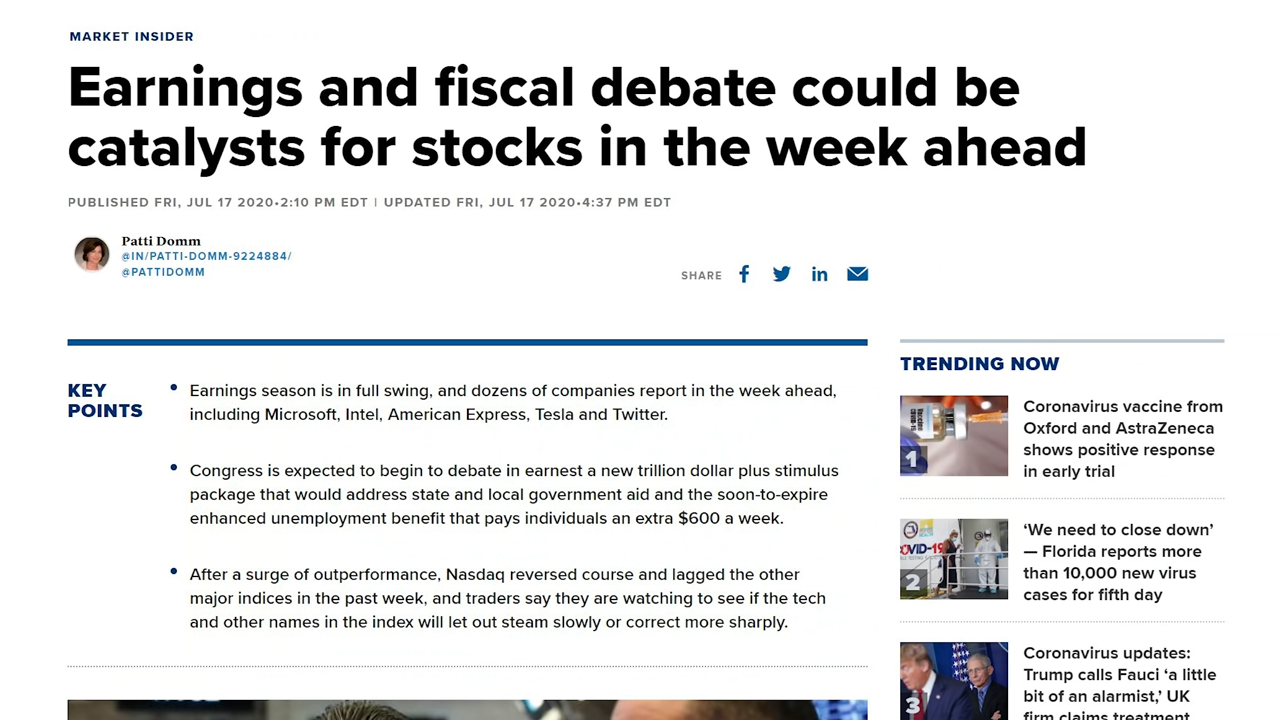 MARKET INSIDER
Earnings and fiscal debate could be
catalysts for stocks in the week ahead
PUBLISHED FRI, JUL 17 2020•2:10 PM EDT | UPDATED FRI, JUL 17 2020•4:37 PM EDT
Patti Domm
@IN/PATTI-DOMM-9224884/
@PATTIDOMM
SHARE
KEY
POINTS
• Earnings season is in full swing, and dozens of companies report in the week ahead,
including Microsoft, Intel, American Express, Tesla and Twitter.
• Congress is expected to begin to debate in earnest a new trillion dollar plus stimulus
package that would address state and local government aid and the soon-to-expire
enhanced unemployment benefit that pays individuals an extra $600 a week.
• After a surge of outperformance, Nasdaq reversed course and lagged the other
major indices in the past week, and traders say they are watching to see if the tech
and other names in the index will let out steam slowly or correct more sharply.
TRENDING NOW
1
Coronavirus vaccine from
Oxford and AstraZeneca
shows positive response
in early trial
2
‘We need to close down’
— Florida reports more
than 10,000 new virus
cases for fifth day
3
Coronavirus updates:
Trump calls Fauci ‘a little
bit of an alarmist,’ UK
firm claims treatment